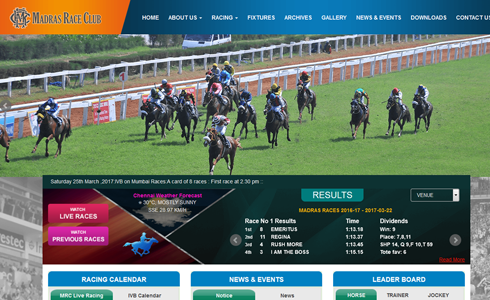 MADRAS RACE CLUB
HOME ABOUT US RACING FIXTURES ARCHIVES GALLERY NEWS & EVENTS DOWNLOADS CONTACT US
Saturday 25th March ,2017:IVB on Mumbai Races A card of 8 races : First race at 2.30 pm ::
WATCH
LIVE RACES
WATCH
PREVIOUS RACES
Chennai Weather Forecast
+ 30°C, MOSTLY SUNNY
SSE 26.97 KM/H
RESULTS
VENUE
MADRAS RACES 2016-17 - 2017-03-22
Race No 1 Results Time Dividends
1st 8 EMERITUS 1:13.18 Win: 9
2nd 11 REGINA 1:13.37 Place: 7,8,11
3rd 4 RUSH MORE 1:13.45 SHP 14, Q 9,F 10,T 59
4th 3 I AM THE BOSS 1:15.15 Tote fav: 6
Read More
RACING CALENDAR
MRC Live Racing IVB Calendar
NEWS & EVENTS
Notice News
LEADER BOARD
HORSE TRAINER JOCKEY